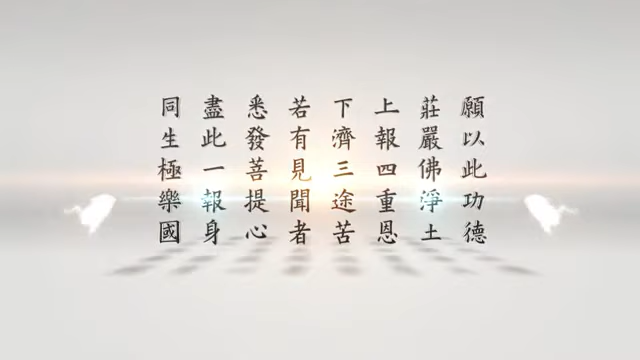 願以此功德
莊嚴佛淨土
上報四重恩
下濟三途苦
若有見聞者
悉發菩提心
盡此一報身
同生極樂國